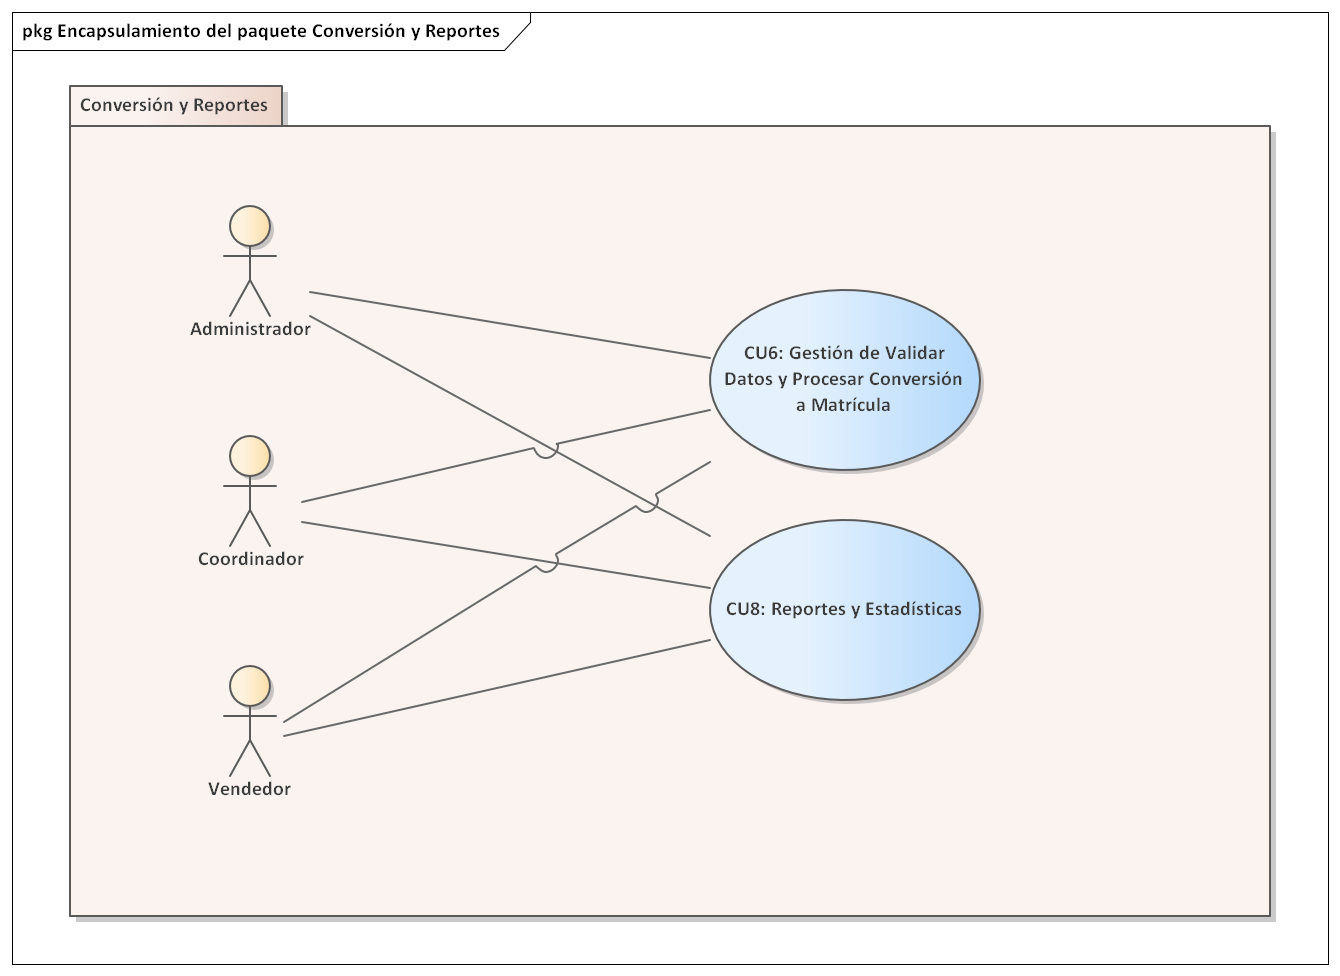 pkg Encapsulamiento del paquete Conversión y Reportes
Conversión y Reportes
Administrador
CU6: Gestión de Validar
Datos y Procesar Conversión
a Matrícula
Coordinador
CU8: Reportes y Estadísticas
Vendedor